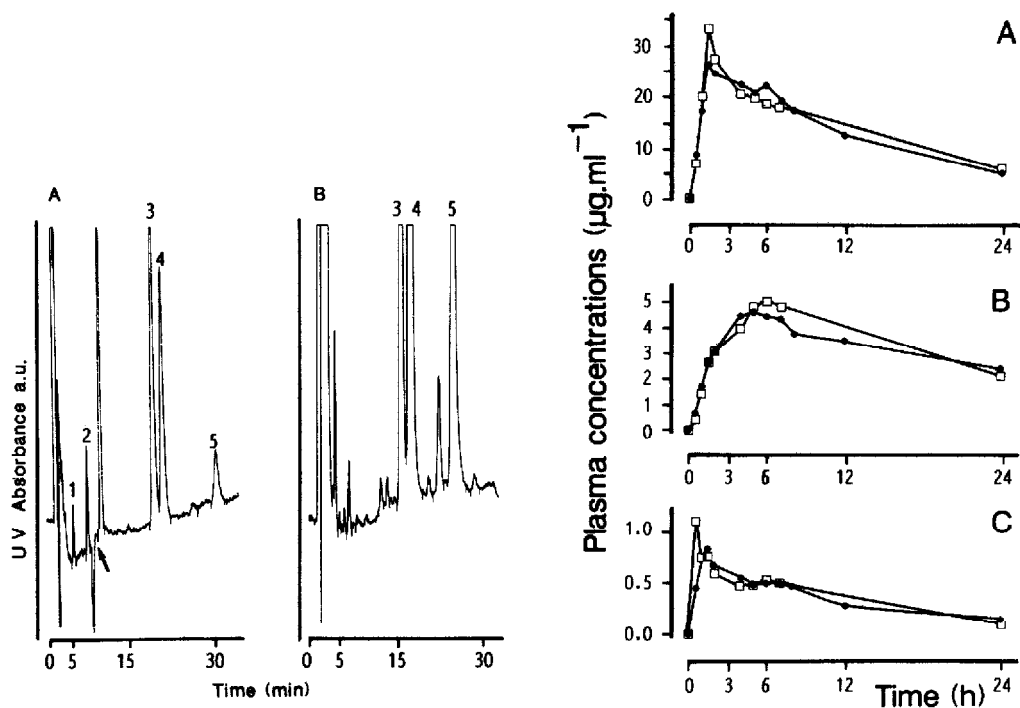 A
B
3
4
2
1
5
3 4 5
UV Absorbance a.u.
0 5 15 30
0 5 15 30
Time (min)
Plasma concentrations (µg.ml⁻¹)
A
30
20
10
0
0 3 6 12 24
B
5
4
3
2
1
0
0 3 6 12 24
C
1.0
0.5
0.0
0 3 6 12 24
Time (h)